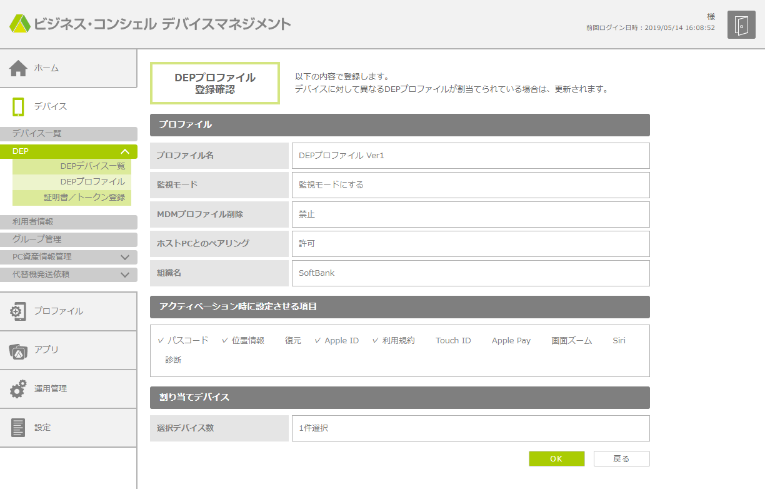 ビジネス・コンシェル デバイスマネジメント
様
前回ログイン日時：2019/05/14 16:08:52
ホーム
デバイス
デバイス一覧
DEP
DEPデバイス一覧
DEPプロファイル
証明書／トークン登録
利用者情報
グループ管理
PC資産情報管理
代替機発送依頼
プロファイル
アプリ
運用管理
設定
DEPプロファイル
登録確認
以下の内容で登録します。
デバイスに対して異なるDEPプロファイルが割当てられている場合は、更新されます。
プロファイル
プロファイル名 DEPプロファイル Ver1
監視モード 監視モードにする
MDMプロファイル削除 禁止
ホストPCとのペアリング 許可
組織名 SoftBank
アクティベーション時に設定させる項目
✓ パスコード ✓ 位置情報 復元 ✓ Apple ID ✓ 利用規約 Touch ID Apple Pay 画面ズーム Siri
診断
割り当てデバイス
選択デバイス数 1件選択
OK 戻る